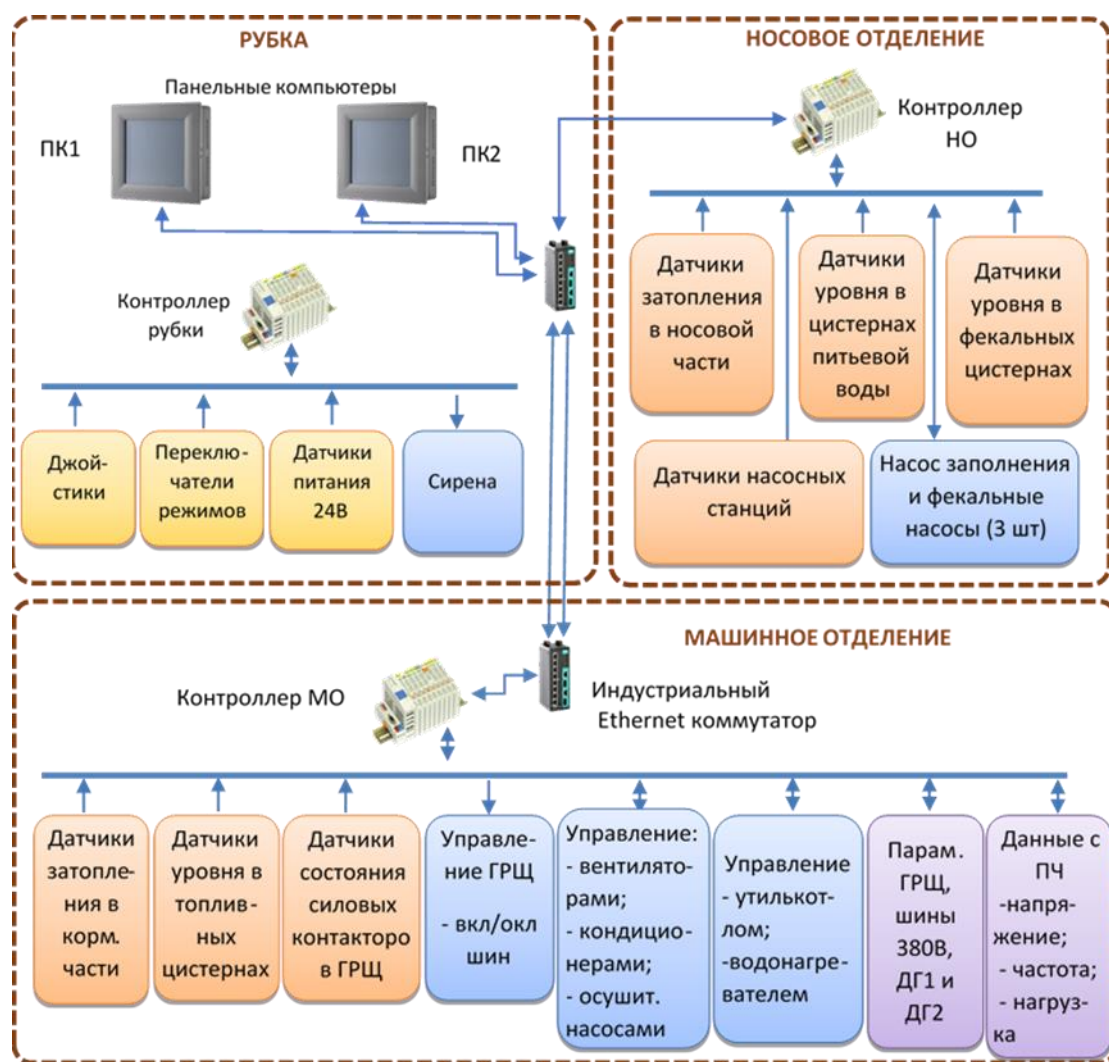 РУБКА
Панельные компьютеры
ПК1
ПК2
Контроллер
рубки
Джой-
стики
Переклю-
чатели
режимов
Датчики
питания
24В
Сирена
НОСОВОЕ ОТДЕЛЕНИЕ
Контроллер
НО
Датчики
затопления
в носовой
части
Датчики
уровня в
цистернах
питьевой
воды
Датчики
уровня в
фекальных
цистернах
Датчики насосных
станций
Насос заполнения
и фекальные
насосы (3 шт)
МАШИННОЕ ОТДЕЛЕНИЕ
Контроллер МО
Индустриальный
Ethernet коммутатор
Датчики
затопле-
ния в
корм.
части
Датчики
уровня в
топлив-
ных
цистернах
Датчики
состояния
силовых
контакторо
в ГРЩ
Управле-
ние ГРЩ
- вкл/окл
шин
Управление:
- вентилято-
рами;
- кондицио-
нерами;
- осушит.
насосами
Управление
- утилькот-
лом;
-водонагре-
вателем
Парам.
ГРЩ,
шины
380В,
ДГ1 и
ДГ2
Данные с
ПЧ
-напря-
жение;
- частота;
- нагруз-
ка